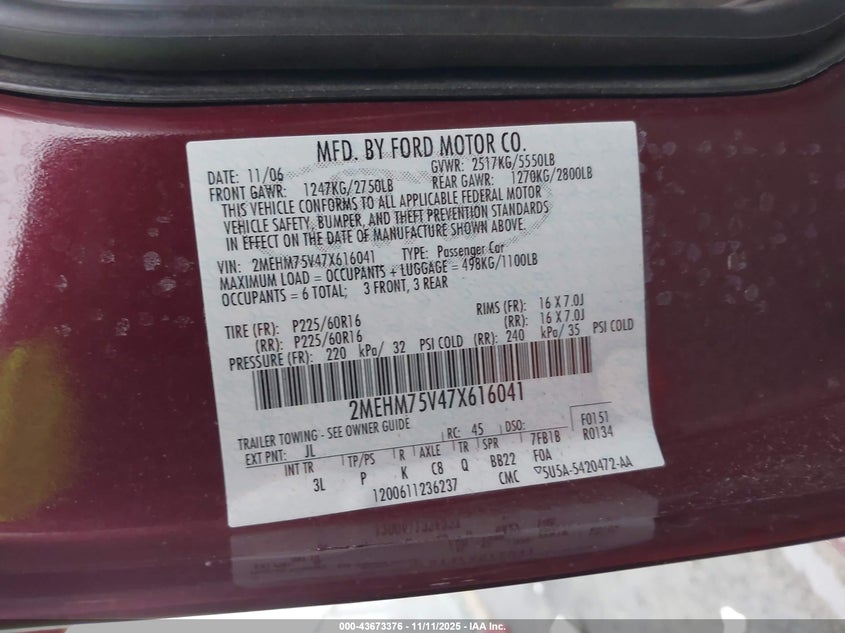 MFD. BY FORD MOTOR CO.
DATE: 11/06 GVWR: 2517KG/5550LB
FRONT GAWR: 1247KG/2750LB REAR GAWR: 1270KG/2800LB
THIS VEHICLE CONFORMS TO ALL APPLICABLE FEDERAL MOTOR
VEHICLE SAFETY, BUMPER, AND THEFT PREVENTION STANDARDS
IN EFFECT ON THE DATE OF MANUFACTURE SHOWN ABOVE.
VIN: 2MEHM75V47X616041 TYPE: Passenger Car
MAXIMUM LOAD = OCCUPANTS + LUGGAGE = 498KG/1100LB
OCCUPANTS = 6 TOTAL; 3 FRONT, 3 REAR
TIRE (FR): P225/60R16 RIMS (FR): 16 X 7.0J
(RR): P225/60R16 (RR): 16 X 7.0J
PRESSURE (FR): 220 kPa/ 32 PSI COLD (RR): 240 kPa/ 35 PSI COLD
2MEHM75V47X616041
TRAILER TOWING - SEE OWNER GUIDE
EXT PNT: JL RC: 45 DSO: F0151
INT TR TP/PS R AXLE TR SPR 7FB1B R0134
3L P K C8 Q BB22 FOA
1200611236237 CMC ▽5U5A-5420472-AA
000-43673376 - 11/11/2025 - IAA Inc.